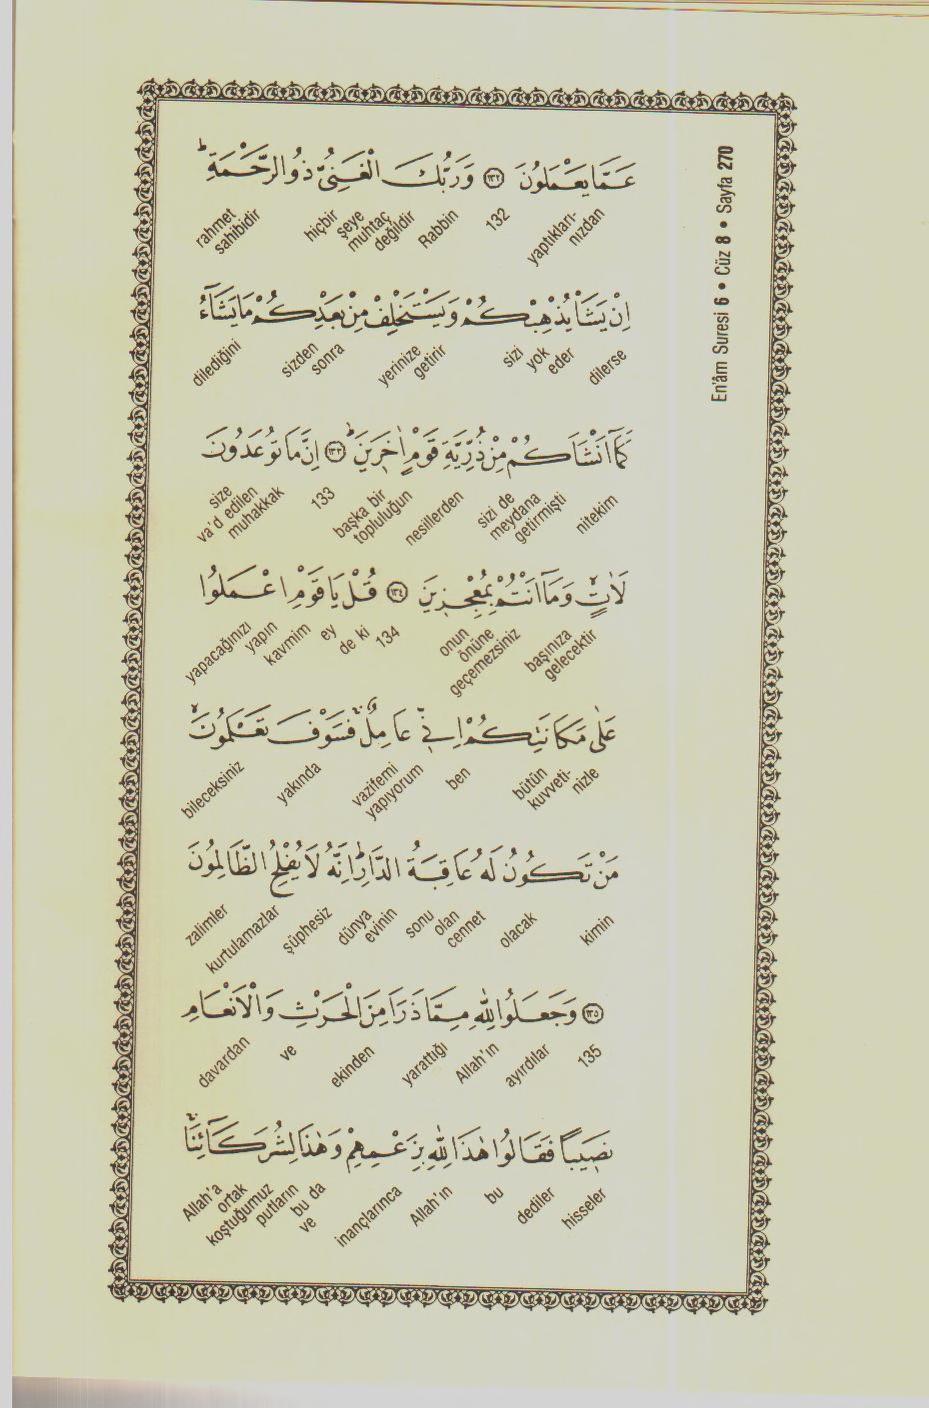 En'âm Suresi 6 • Cüz 8 • Sayfa 270
عَمَّا يَعْمَلُونَ ﴿١٣٢﴾ وَرَبُّكَ الْغَنِيُّ ذُو الرَّحْمَةِ ۜ
yaptıkları-nızdan 132 Rabbin hiçbir şeye muhtaç değildir rahmet sahibidir
اِنْ يَشَأْ يُذْهِبْكُمْ وَيَسْتَخْلِفْ مِنْ بَعْدِكُمْ مَا يَشَٓاءُ
dilerse yok eder sizi yerinize getirir sizden sonra dilediğini
كَمَٓا اَنْشَاَكُمْ مِنْ ذُرِّيَّةِ قَوْمٍ اٰخَرٖينَ ۜ ﴿١٣٣﴾ اِنَّ مَا تُوعَدُونَ
nitekim sizi de meydana getirmişti nesillerden başka bir topluluğun 133 size va'd edilen muhakkak
لَاٰتٍ ۙ وَمَٓا اَنْتُمْ بِمُعْجِزٖينَ ﴿١٣٤﴾ قُلْ يَا قَوْمِ اعْمَلُوا
başınıza gelecektir onun önüne geçemezsiniz 134 de ki ey kavmim yapın yapacağınızı
عَلٰى مَكَانَتِكُمْ اِنّٖي عَامِلٌ ۚ فَسَوْفَ تَعْلَمُونَ ۙ
bütün kuvveti-nizle ben vazifemi yapıyorum yakında bileceksiniz
مَنْ تَكُونُ لَهُ عَاقِبَةُ الدَّارِ ۜ اِنَّهُ لَا يُفْلِحُ الظَّالِمُونَ
kimin olacak sonu olan cennet dünya evinin şüphesiz kurtulamazlar zalimler
﴿١٣٥﴾ وَجَعَلُوا لِلّٰهِ مِمَّا ذَرَاَ مِنَ الْحَرْثِ وَالْاَنْعَامِ
135 ayırdılar Allah'ın yarattığı ekinden ve davardan
نَصٖيباً فَقَالُوا هٰذَا لِلّٰهِ بِزَعْمِهِمْ وَهٰذَا لِشُرَكَٓائِنَا ۚ
hisseler dediler bu Allah'ın inançlarınca ve bu da putların koştuğumuz ortak Allah'a